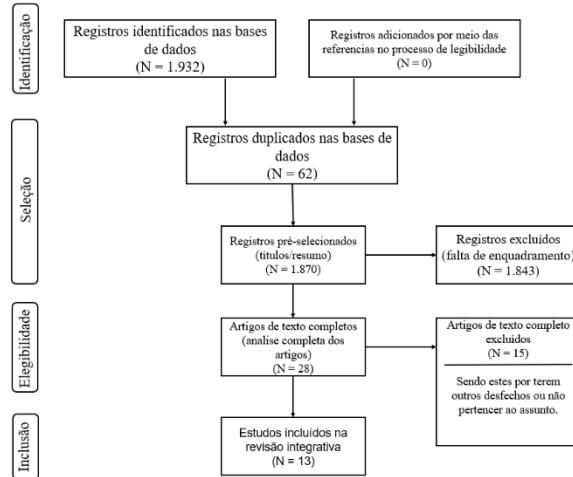 Identificação
Registros identificados nas bases
de dados
(N = 1.932)
Registros adicionados por meio das
referencias no processo de legibilidade
(N = 0)
Seleção
Registros duplicados nas bases de
dados
(N = 62)
Registros pré-selecionados
(titulos/resumo)
(N = 1.870)
Registros excluídos
(falta de enquadramento)
(N = 1.843)
Elegibilidade
Artigos de texto completos
(analise completa dos
artigos)
(N = 28)
Artigos de texto completo
excluídos
(N = 15)
Sendo estes por terem
outros desfechos ou não
pertencer ao assunto.
Inclusão
Estudos incluídos na
revisão integrativa
(N = 13)